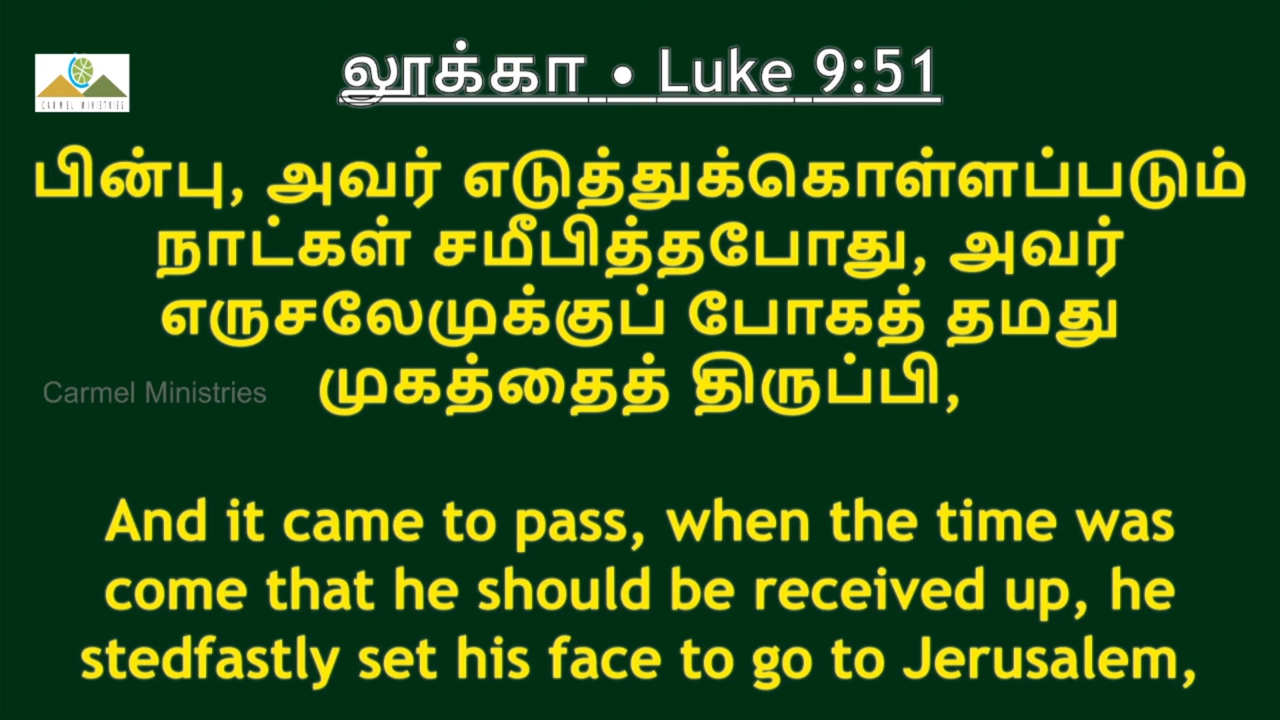 லூக்கா • Luke 9:51
CARMEL MINISTRIES
பின்பு, அவர் எடுத்துக்கொள்ளப்படும்
நாட்கள் சமீபித்தபோது, அவர்
எருசலேமுக்குப் போகத் தமது
முகத்தைத் திருப்பி,
Carmel Ministries
And it came to pass, when the time was
come that he should be received up, he
stedfastly set his face to go to Jerusalem,